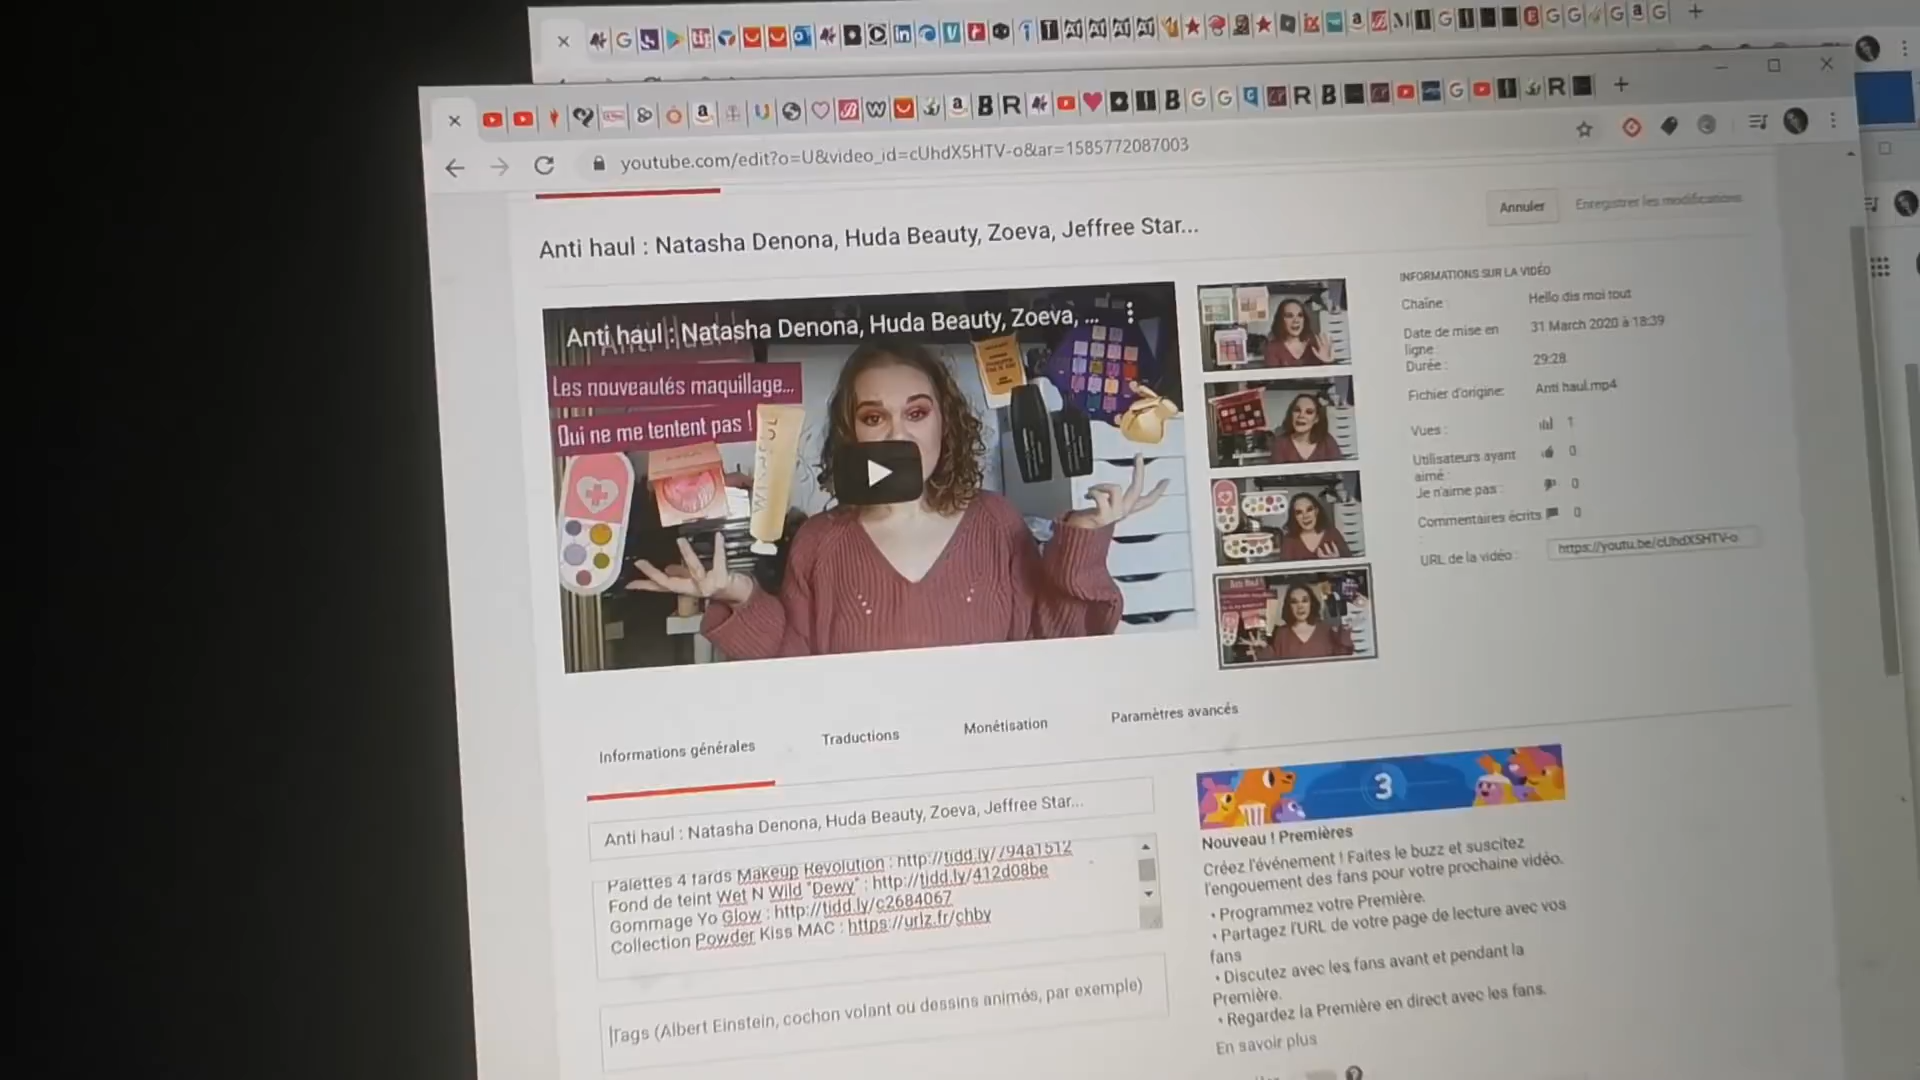 youtube.com/edit?o=U&video_id=cUhdX5HTV-o&ar=1585772087003
Annuler
Enregistrer les modifications
Anti haul : Natasha Denona, Huda Beauty, Zoeva, Jeffree Star...
Anti haul : Natasha Denona, Huda Beauty, Zoeva, ...
Les nouveautés maquillage...
Qui ne me tentent pas !
INFORMATIONS SUR LA VIDÉO
Chaîne : Hello dis moi tout
Date de mise en ligne : 31 March 2020 à 18:39
Durée : 29:28
Fichier d'origine: Anti haul.mp4
Vues : 1
Utilisateurs ayant aimé : 0
Je n'aime pas : 0
Commentaires écrits : 0
URL de la vidéo : https://youtu.be/cUhdX5HTV-o
Informations générales
Traductions
Monétisation
Paramètres avancés
Anti haul : Natasha Denona, Huda Beauty, Zoeva, Jeffree Star...
Palettes 4 fards Makeup Revolution : http://tidd.ly/794a1512
Fond de teint Wet N Wild "Dewy" : http://tidd.ly/412d08be
Gommage Yo Glow : http://tidd.ly/c2684067
Collection Powder Kiss MAC : https://urlz.fr/chby
Tags (Albert Einstein, cochon volant ou dessins animés, par exemple)
3
Nouveau ! Premières
Créez l'événement ! Faites le buzz et suscitez
l'engouement des fans pour votre prochaine vidéo.
• Programmez votre Première.
• Partagez l'URL de votre page de lecture avec vos
fans
• Discutez avec les fans avant et pendant la
Première.
• Regardez la Première en direct avec les fans.
En savoir plus